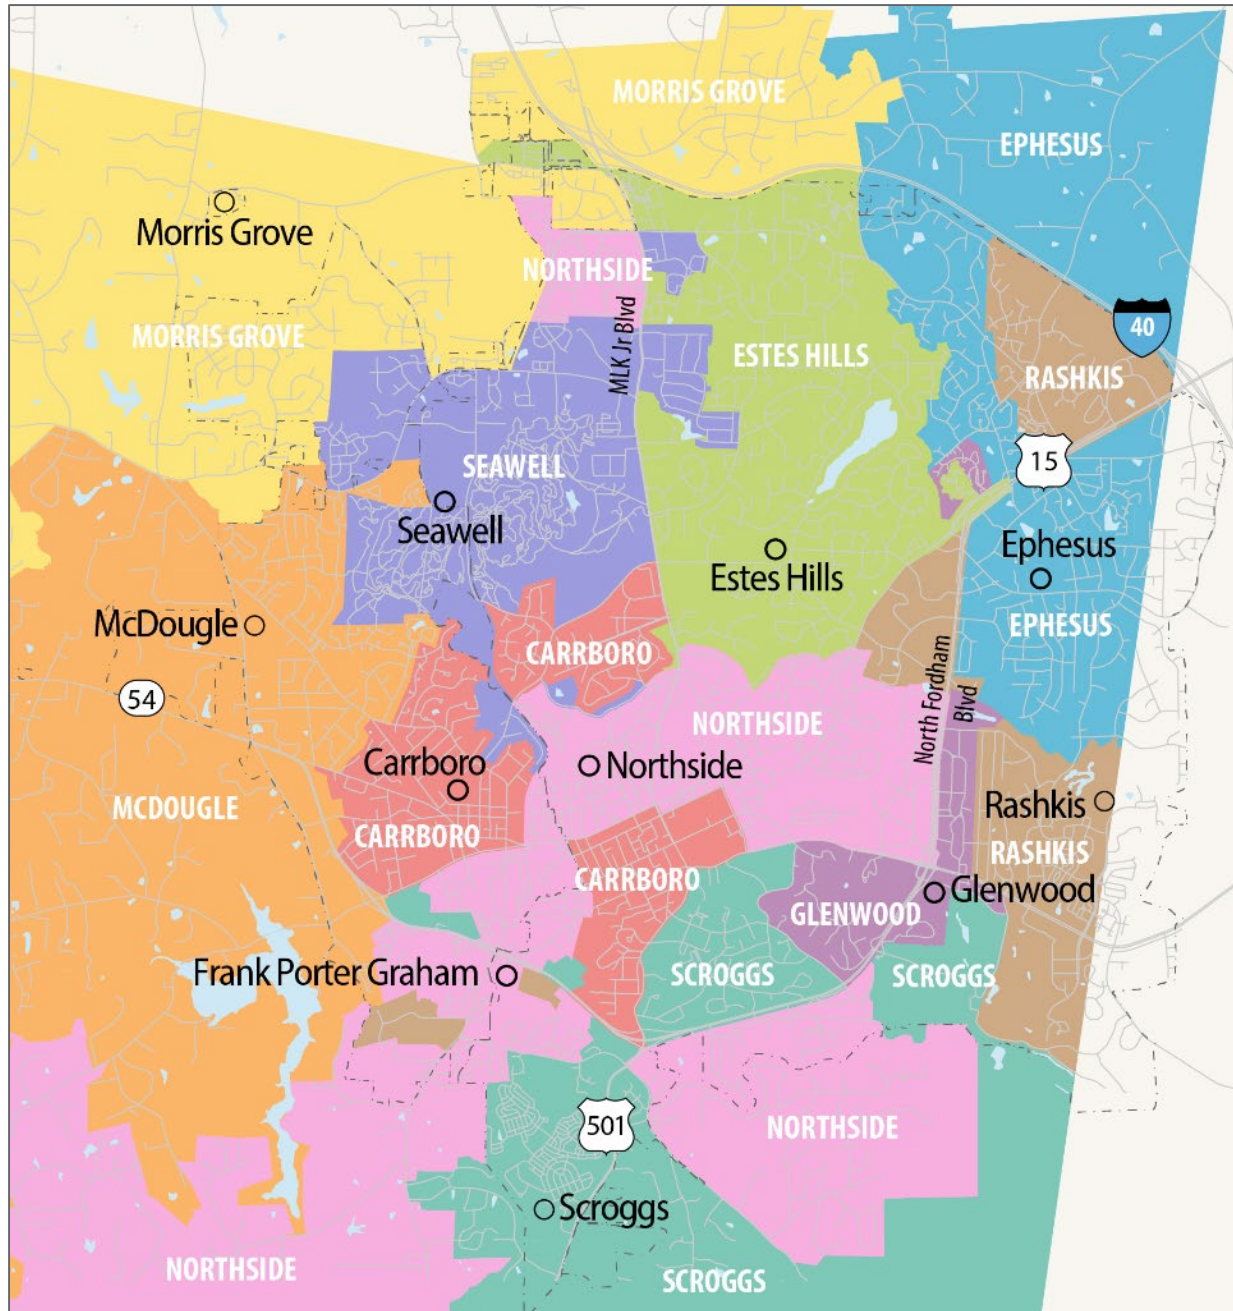 MORRIS GROVE
EPHESUS
Morris Grove
NORTHSIDE
MLK Jr Blvd
40
MORRIS GROVE
ESTES HILLS
RASHKIS
SEAWELL
15
Seawell
Ephesus
Estes Hills
McDougle
EPHESUS
CARRBORO
54
North Fordham
Blvd
NORTHSIDE
Carrboro
Northside
MCDOUGLE
Rashkis
CARRBORO
RASHKIS
CARRBORO
Glenwood
GLENWOOD
Frank Porter Graham
SCROGGS
SCROGGS
501
NORTHSIDE
Scroggs
NORTHSIDE
SCROGGS